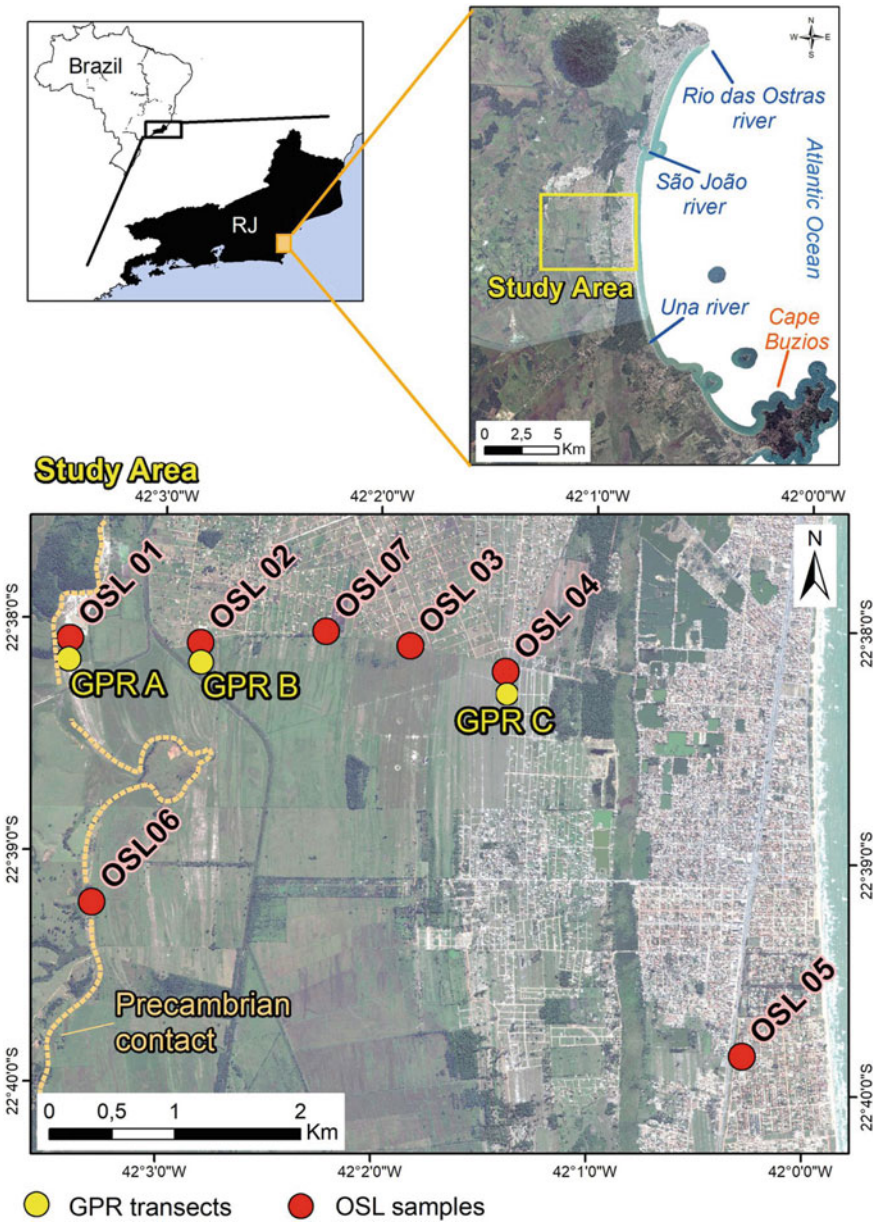 Brazil
RJ
N
W E
S
Rio das Ostras
river
São João
river
Atlantic Ocean
Study Area
Una river
Cape
Buzios
0 2,5 5
Km
Study Area
42°3'0"W 42°2'0"W 42°1'0"W 42°0'0"W
N
22°38'0"S
22°38'0"S
OSL 01
OSL 02
OSL07
OSL 03
OSL 04
GPR A
GPR B
GPR C
22°39'0"S
22°39'0"S
OSL06
OSL 05
Precambrian
contact
22°40'0"S
22°40'0"S
0 0,5 1 2
Km
42°3'0"W 42°2'0"W 42°1'0"W 42°0'0"W
GPR transects OSL samples